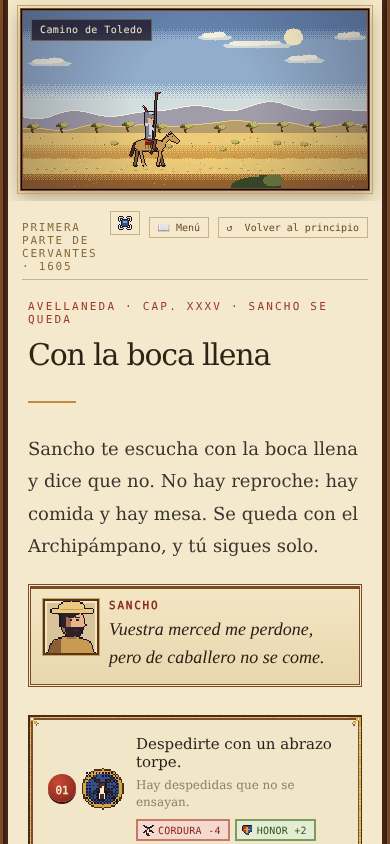 Camino de Toledo
PRIMERA
PARTE DE
CERVANTES
· 1605
Menú
↺ Volver al principio
AVELLANEDA · CAP. XXXV · SANCHO SE
QUEDA
Con la boca llena
Sancho te escucha con la boca llena
y dice que no. No hay reproche: hay
comida y hay mesa. Se queda con el
Archipámpano, y tú sigues solo.
SANCHO
Vuestra merced me perdone,
pero de caballero no se come.
01
Despedirte con un abrazo
torpe.
Hay despedidas que no se
ensayan.
CORDURA -4
HONOR +2